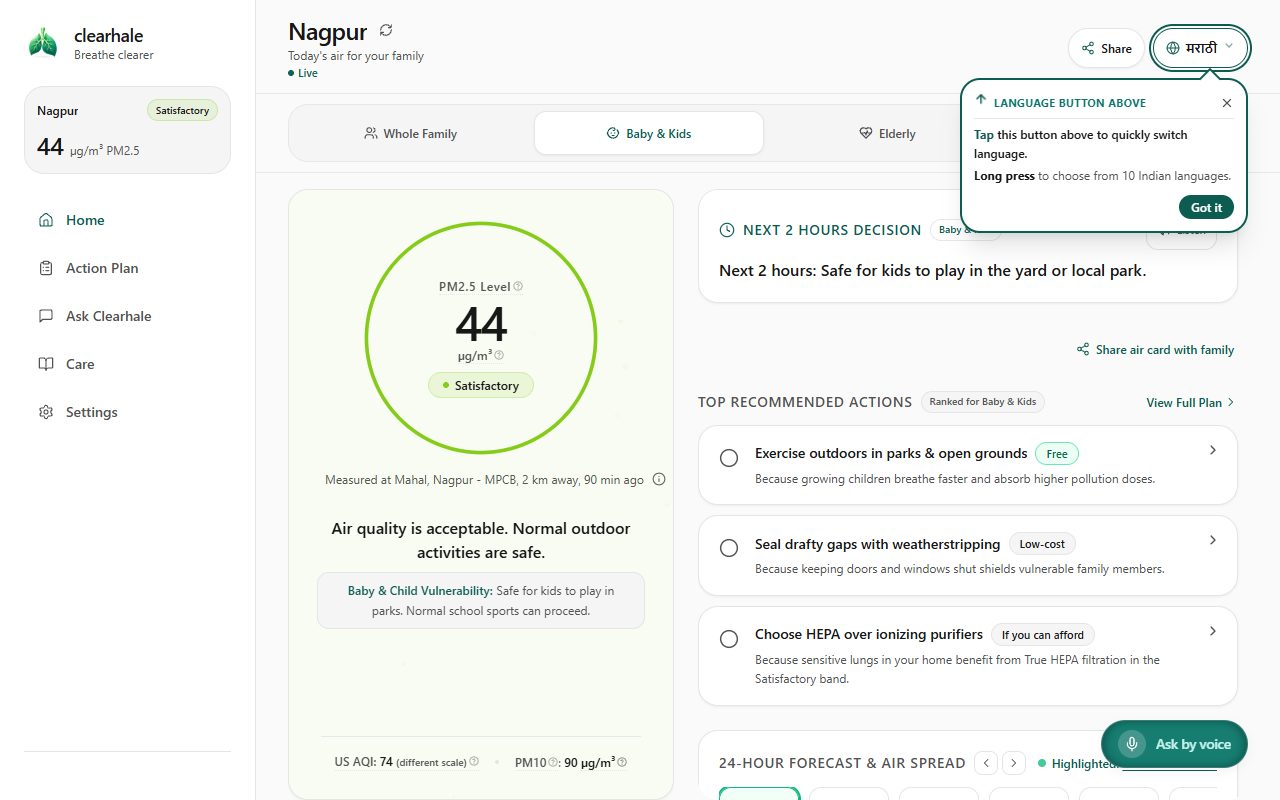 clearhale
Breathe clearer
Nagpur
Satisfactory
44 µg/m³ PM2.5
Home
Action Plan
Ask Clearhale
Care
Settings
Nagpur
Today's air for your family
Live
Share
मराठी
LANGUAGE BUTTON ABOVE
Tap this button above to quickly switch
language.
Long press to choose from 10 Indian languages.
Got it
Whole Family
Baby & Kids
Elderly
PM2.5 Level
44
µg/m³
Satisfactory
Measured at Mahal, Nagpur - MPCB, 2 km away, 90 min ago
Air quality is acceptable. Normal outdoor
activities are safe.
Baby & Child Vulnerability: Safe for kids to play in
parks. Normal school sports can proceed.
US AQI: 74 (different scale)
PM10: 90 µg/m³
NEXT 2 HOURS DECISION
Baby &
Next 2 hours: Safe for kids to play in the yard or local park.
Share air card with family
TOP RECOMMENDED ACTIONS
Ranked for Baby & Kids
View Full Plan
Exercise outdoors in parks & open grounds
Free
Because growing children breathe faster and absorb higher pollution doses.
Seal drafty gaps with weatherstripping
Low-cost
Because keeping doors and windows shut shields vulnerable family members.
Choose HEPA over ionizing purifiers
If you can afford
Because sensitive lungs in your home benefit from True HEPA filtration in the
Satisfactory band.
24-HOUR FORECAST & AIR SPREAD
Highlighted
Ask by voice